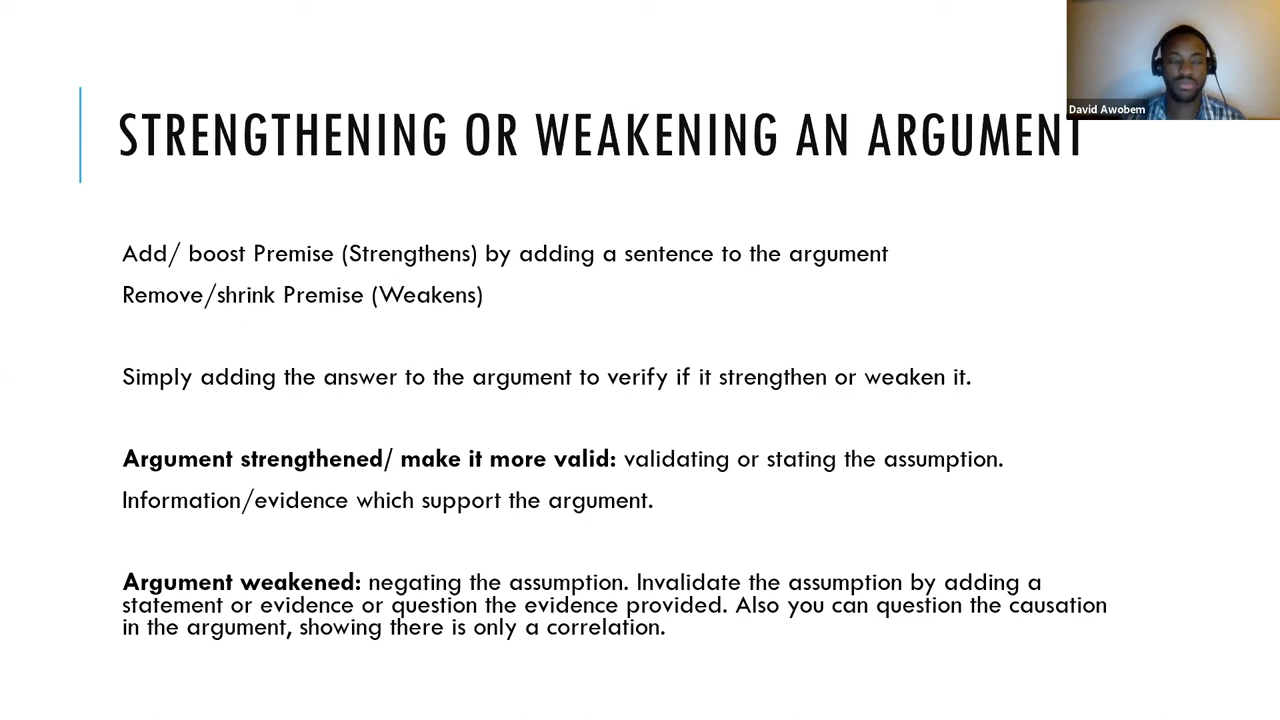 David Awobem
STRENGTHENING OR WEAKENING AN ARGUMENT
Add/ boost Premise (Strengthens) by adding a sentence to the argument
Remove/shrink Premise (Weakens)
Simply adding the answer to the argument to verify if it strengthen or weaken it.
Argument strengthened/ make it more valid: validating or stating the assumption.
Information/evidence which support the argument.
Argument weakened: negating the assumption. Invalidate the assumption by adding a
statement or evidence or question the evidence provided. Also you can question the causation
in the argument, showing there is only a correlation.